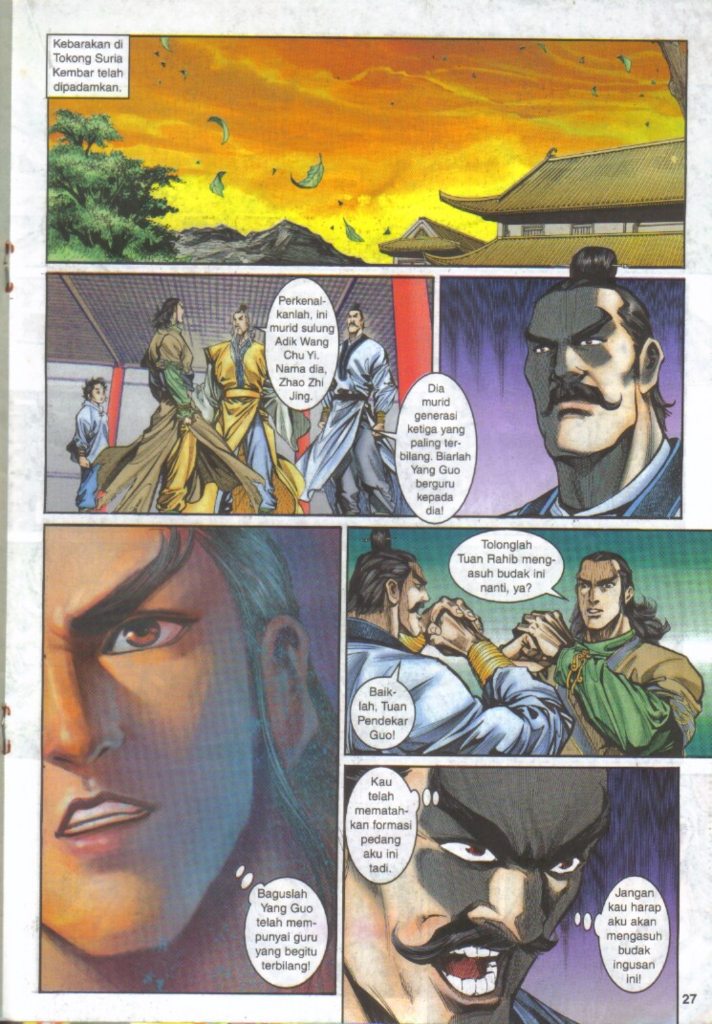 Kebarakan di
Tokong Suria
Kembar telah
dipadamkan.
Perkenal-
kanlah, ini
murid sulung
Adik Wang
Chu Yi.
Nama dia,
Zhao Zhi
Jing.
Dia
murid
generasi
ketiga yang
paling ter-
bilang. Biarlah
Yang Guo
berguru
kepada
dia!
Baguslah
Yang Guo
telah mem-
punyai guru
yang begitu
terbilang!
Tolonglah
Tuan Rahib meng-
asuh budak ini
nanti, ya?
Baik-
lah, Tuan
Pendekar
Guo!
Kau
telah
mematah-
kan formasi
pedang
aku ini
tadi.
Jangan
kau harap
aku akan
mengasuh
budak
ingusan
ini!
27